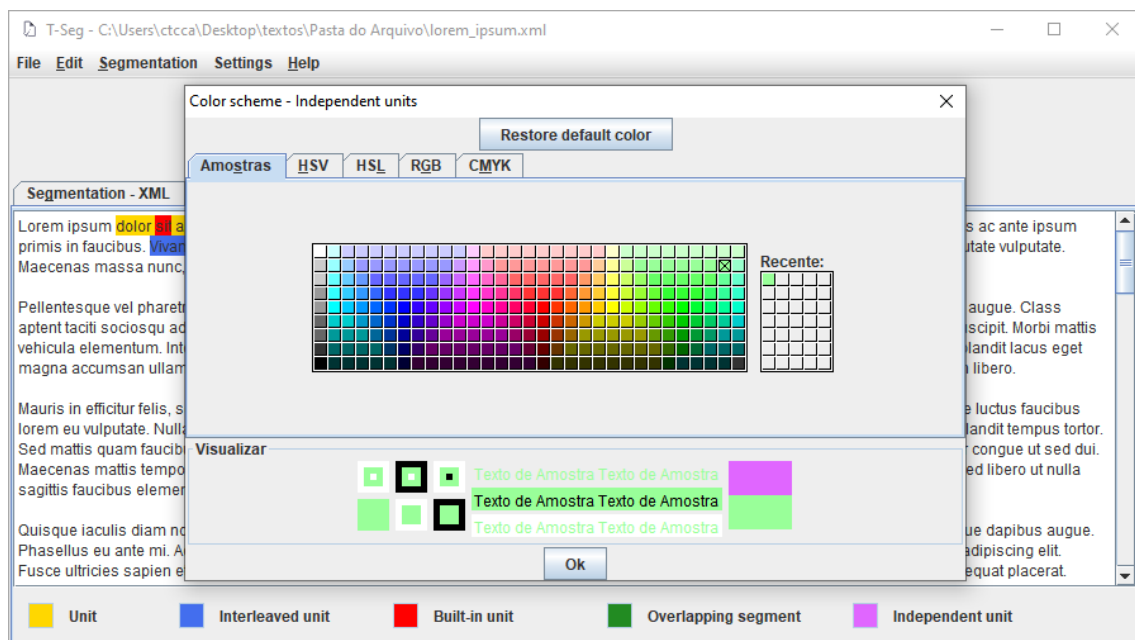 T-Seg - C:\Users\ctcca\Desktop\textos\Pasta do Arquivo\lorem_ipsum.xml
File Edit Segmentation Settings Help
Color scheme - Independent units
Restore default color
Amostras HSV HSL RGB CMYK
Segmentation - XML
Lorem ipsum dolor sit a
s ac ante ipsum
primis in faucibus. Vivam
utate vulputate.
Maecenas massa nunc,
Recente:
Pellentesque vel pharetr
augue. Class
aptent taciti sociosqu ad
uscipit. Morbi mattis
vehicula elementum. Inte
landit lacus eget
magna accumsan ullam
libero.
Mauris in efficitur felis, s
e luctus faucibus
lorem eu vulputate. Nulla
landit tempus tortor.
Sed mattis quam faucib
r congue ut sed dui.
Maecenas mattis tempo
ed libero ut nulla
sagittis faucibus elemen
Visualizar
Texto de Amostra Texto de Amostra
Texto de Amostra Texto de Amostra
Texto de Amostra Texto de Amostra
Quisque iaculis diam no
ue dapibus augue.
Phasellus eu ante mi. A
adipiscing elit.
Fusce ultricies sapien e
equat placerat.
Ok
Unit Interleaved unit Built-in unit Overlapping segment Independent unit